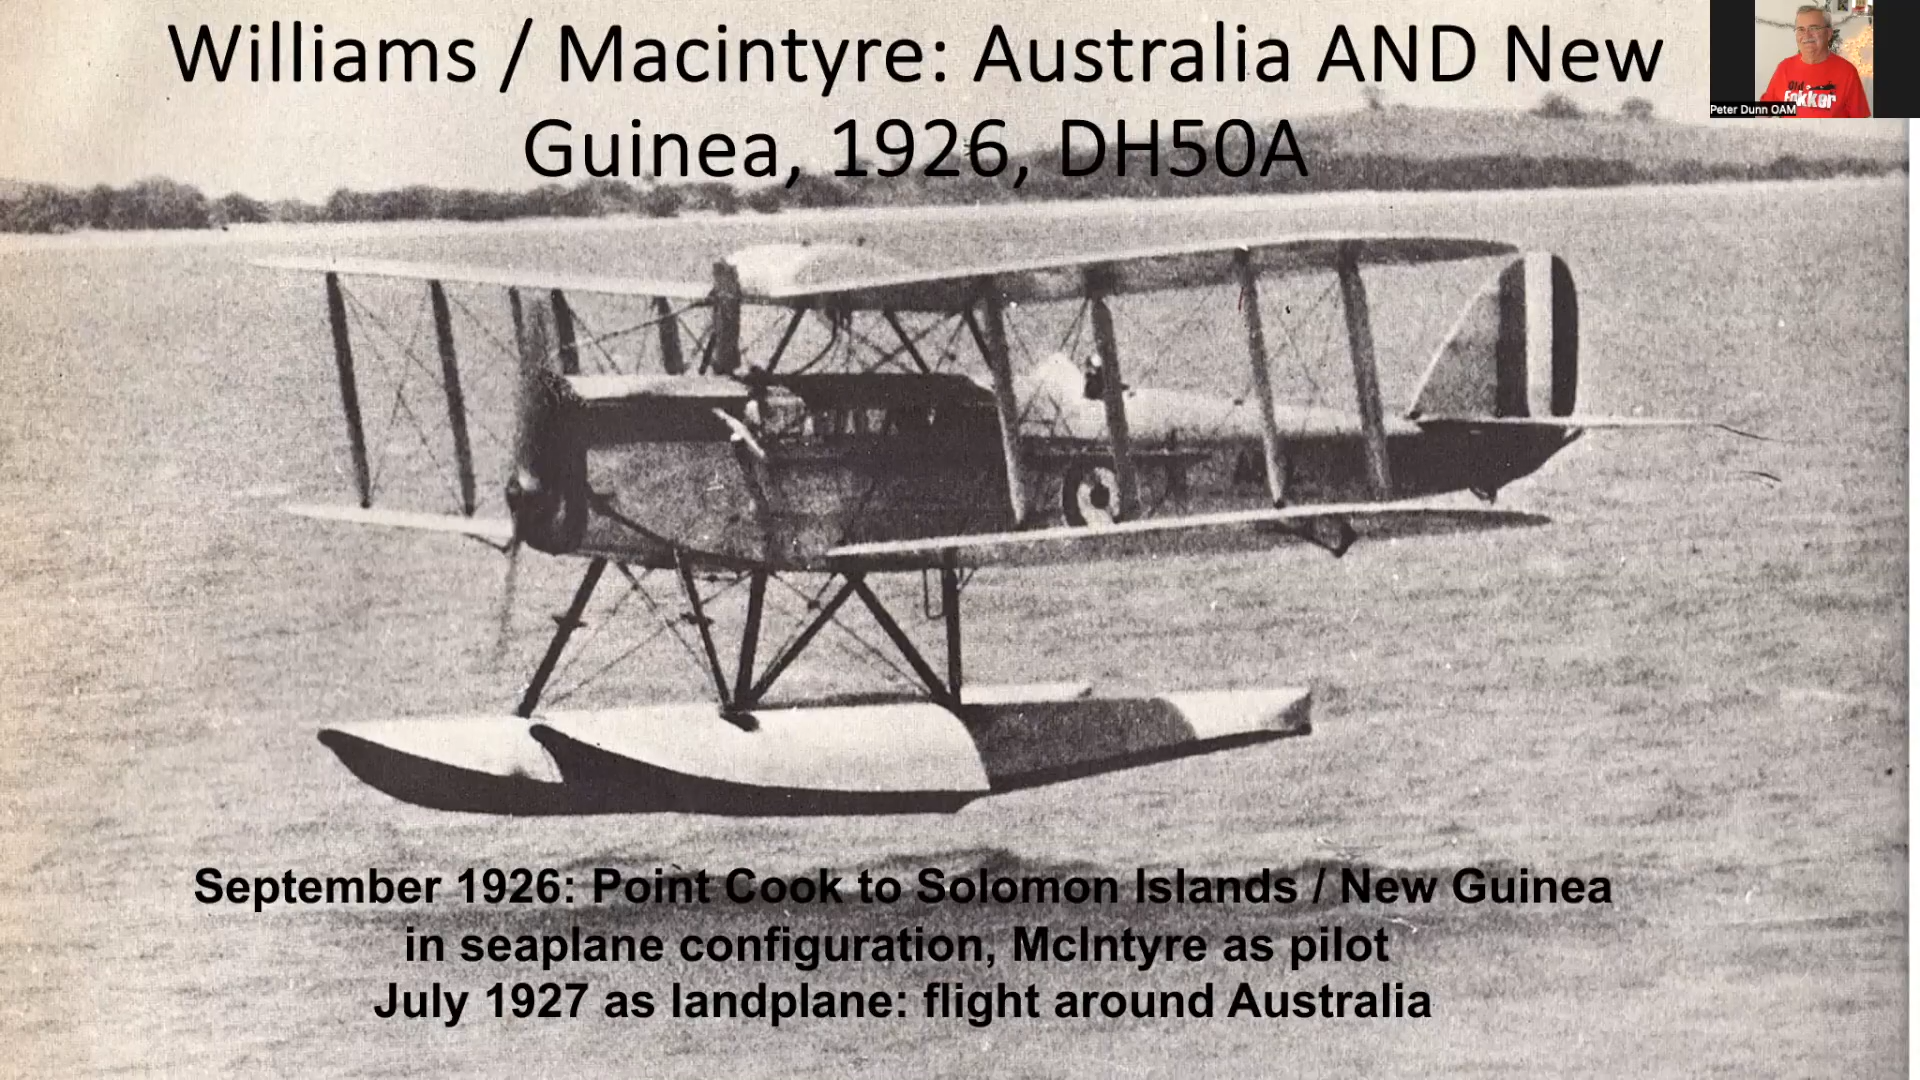 Williams / Macintyre: Australia AND New
Guinea, 1926, DH50A
Peter Dunn OAM
Old
Fokker
September 1926: Point Cook to Solomon Islands / New Guinea
in seaplane configuration, McIntyre as pilot
July 1927 as landplane: flight around Australia